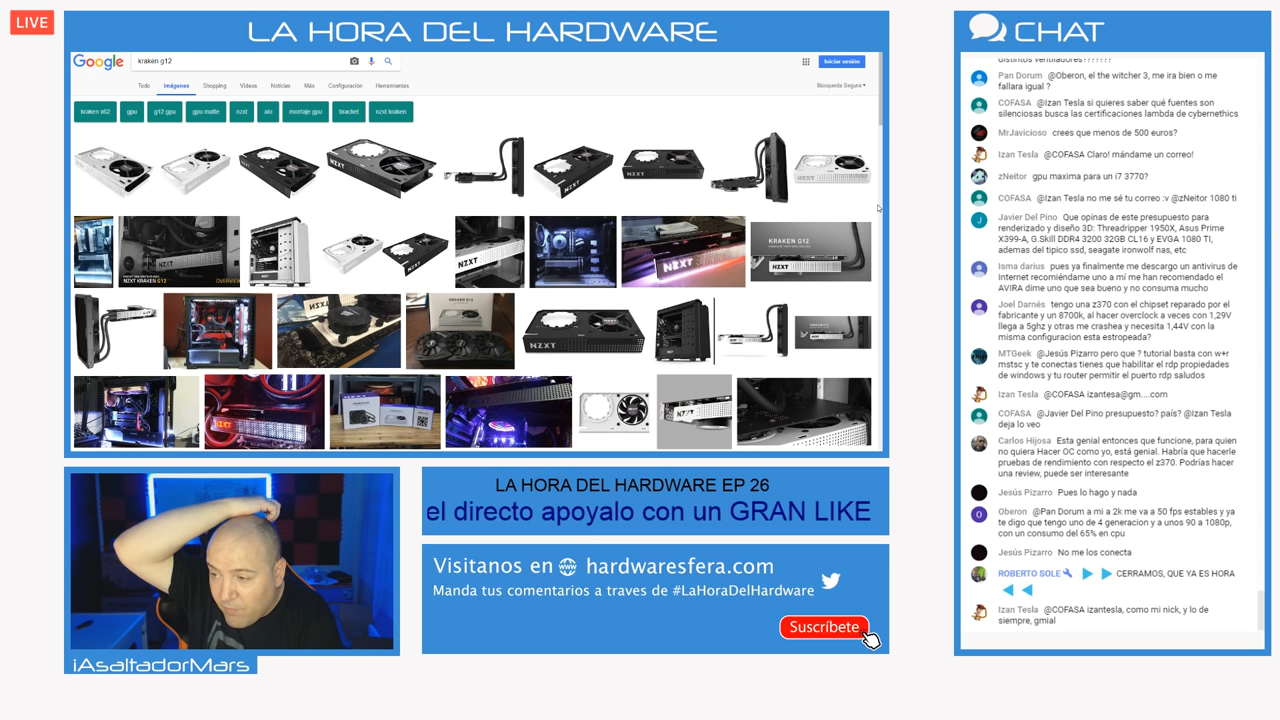 LIVE
LA HORA DEL HARDWARE
Google
kraken g12
Iniciar sesión
Todo Imágenes Shopping Vídeos Noticias Más Configuración Herramientas Búsqueda Segura
kraken x62 gpu g12 gpu gpu matte nzxt aio montaje gpu bracket nzxt kraken
NZXT
NZXT
NZXT
NZXT KRAKEN G12
OVERVIEW
NZXT
NZXT
KRAKEN G12
NZXT
NZXT
iAsaltadorMars
LA HORA DEL HARDWARE EP 26
el directo apoyalo con un GRAN LIKE
Visitanos en hardwaresfera.com
Manda tus comentarios a traves de #LaHoraDelHardware
Suscríbete
CHAT
distintos ventiladores???????
Pan Dorum @Oberon, el the witcher 3, me ira bien o me
fallara igual ?
COFASA @Izan Tesla si quieres saber qué fuentes son
silenciosas busca las certificaciones lambda de cybernethics
MrJavicioso crees que menos de 500 euros?
Izan Tesla @COFASA Claro! mándame un correo!
zNeitor gpu maxima para un i7 3770?
COFASA @Izan Tesla no me sé tu correo :v @zNeitor 1080 ti
Javier Del Pino Que opinas de este presupuesto para
renderizado y diseño 3D: Threadripper 1950X, Asus Prime
X399-A, G.Skill DDR4 3200 32GB CL16 y EVGA 1080 TI,
ademas del tipico ssd, seagate ironwolf nas, etc
Isma darius pues ya finalmente me descargo un antivirus de
Internet recomiéndame uno a mí me han recomendado el
AVIRA dime uno que sea bueno y no consuma mucho
Joel Darnés tengo una z370 con el chipset reparado por el
fabricante y un 8700k, al hacer overclock a veces con 1,29V
llega a 5ghz y otras me crashea y necesita 1,44V con la
misma configuracion esta estropeada?
MTGeek @Jesús Pizarro pero que ? tutorial basta con w+r
mstsc y te conectas tienes que habilitar el rdp propiedades
de windows y tu router permitir el puerto rdp saludos
Izan Tesla @COFASA izantesa@gm....com
COFASA @Javier Del Pino presupuesto? país? @Izan Tesla
deja lo veo
Carlos Hijosa Esta genial entonces que funcione, para quien
no quiera Hacer OC como yo, está genial. Habría que hacerle
pruebas de rendimiento con respecto el z370. Podrías hacer
una review, puede ser interesante
Jesús Pizarro Pues lo hago y nada
O
Oberon @Pan Dorum a mi a 2k me va a 50 fps estables y ya
te digo que tengo uno de 4 generacion y a unos 90 a 1080p,
con un consumo del 65% en cpu
Jesús Pizarro No me los conecta
ROBERTO SOLE CERRAMOS, QUE YA ES HORA
Izan Tesla @COFASA izantesla, como mi nick, y lo de
siempre, gmial